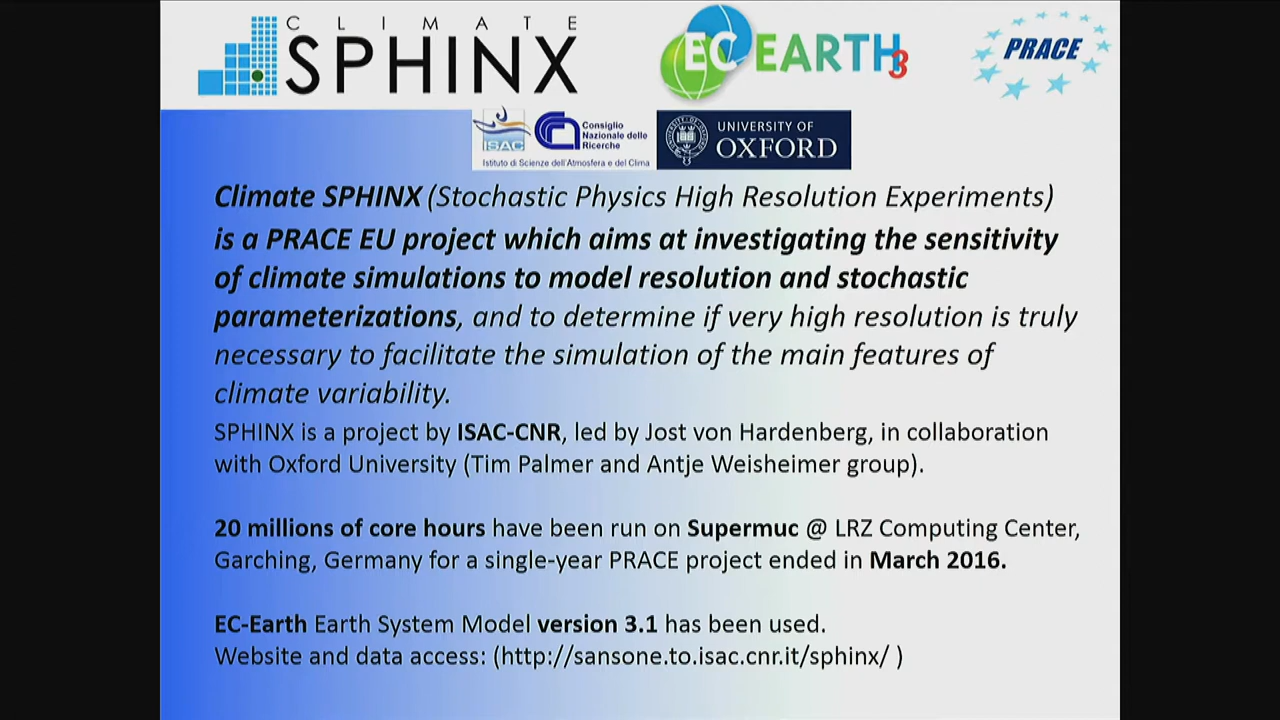 CLIMATE
SPHINX
EC EARTH 3
PRACE
ISAC
Consiglio
Nazionale delle
Ricerche
Istituto di Scienze dell'Atmosfera e del Clima
UNIVERSITY OF
OXFORD
Climate SPHINX (Stochastic Physics High Resolution Experiments)
is a PRACE EU project which aims at investigating the sensitivity
of climate simulations to model resolution and stochastic
parameterizations, and to determine if very high resolution is truly
necessary to facilitate the simulation of the main features of
climate variability.
SPHINX is a project by ISAC-CNR, led by Jost von Hardenberg, in collaboration
with Oxford University (Tim Palmer and Antje Weisheimer group).
20 millions of core hours have been run on Supermuc @ LRZ Computing Center,
Garching, Germany for a single-year PRACE project ended in March 2016.
EC-Earth Earth System Model version 3.1 has been used.
Website and data access: (http://sansone.to.isac.cnr.it/sphinx/ )